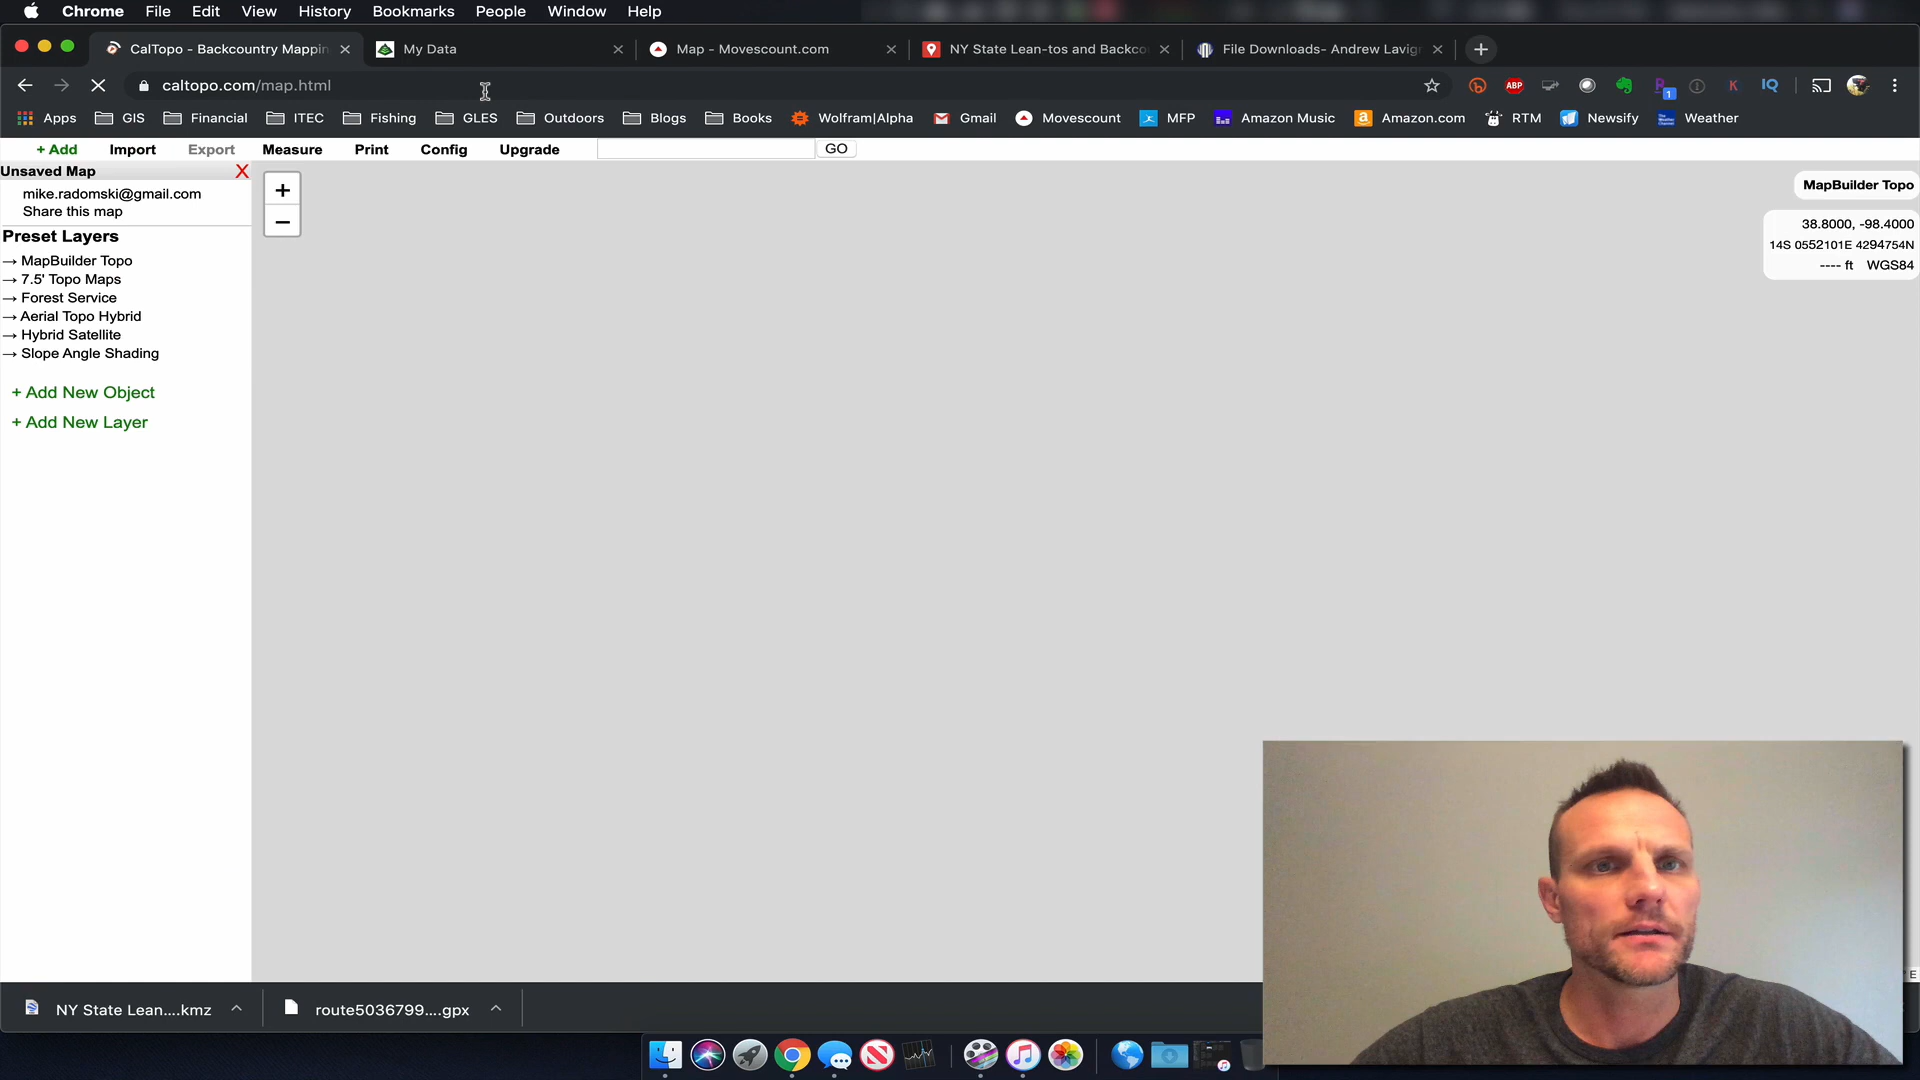 Chrome File Edit View History Bookmarks People Window Help
CalTopo - Backcountry Mappin My Data Map - Movescount.com NY State Lean-tos and Backco File Downloads- Andrew Lavign
caltopo.com/map.html ABP 1 K IQ
Apps GIS Financial ITEC Fishing GLES Outdoors Blogs Books Wolfram|Alpha Gmail Movescount MFP Amazon Music Amazon.com RTM Newsify Weather
+ Add Import Export Measure Print Config Upgrade GO
Unsaved Map X
mike.radomski@gmail.com
Share this map
Preset Layers
→ MapBuilder Topo
→ 7.5' Topo Maps
→ Forest Service
→ Aerial Topo Hybrid
→ Hybrid Satellite
→ Slope Angle Shading
+ Add New Object
+ Add New Layer
+
−
MapBuilder Topo
38.8000, -98.4000
14S 0552101E 4294754N
---- ft WGS84
NY State Lean....kmz route5036799....gpx